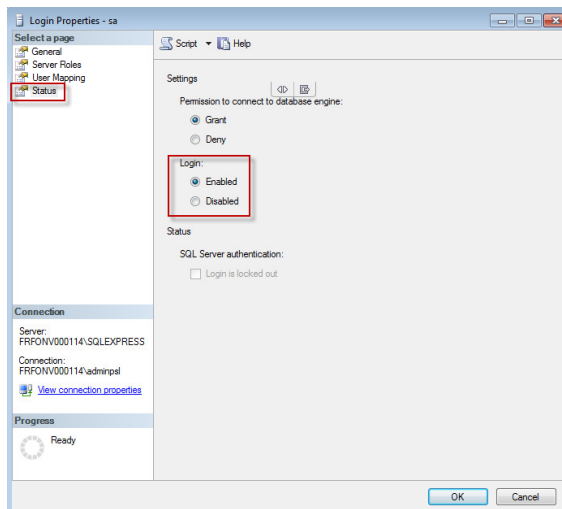 Login Properties - sa
Select a page
General
Server Roles
User Mapping
Status
Script Help
Settings
Permission to connect to database engine:
Grant
Deny
Login:
Enabled
Disabled
Status
SQL Server authentication:
Login is locked out
Connection
Server:
FRFONV000114\SQLEXPRESS
Connection:
FRFONV000114\adminpsl
View connection properties
Progress
Ready
OK Cancel